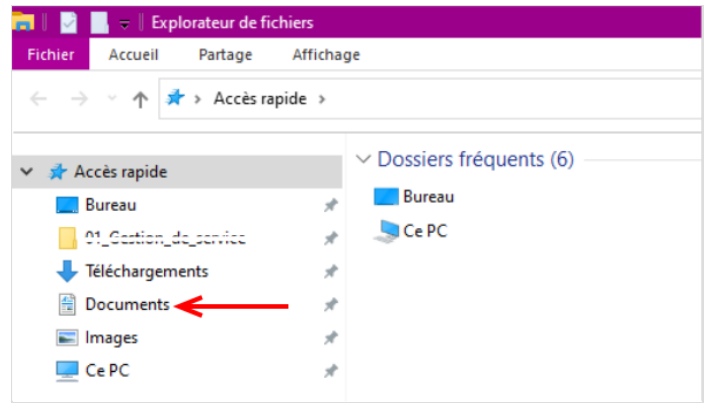 Explorateur de fichiers
Fichier Accueil Partage Affichage
Accès rapide
Accès rapide
Bureau
01_Gestion_de_service
Téléchargements
Documents
Images
Ce PC
Dossiers fréquents (6)
Bureau
Ce PC